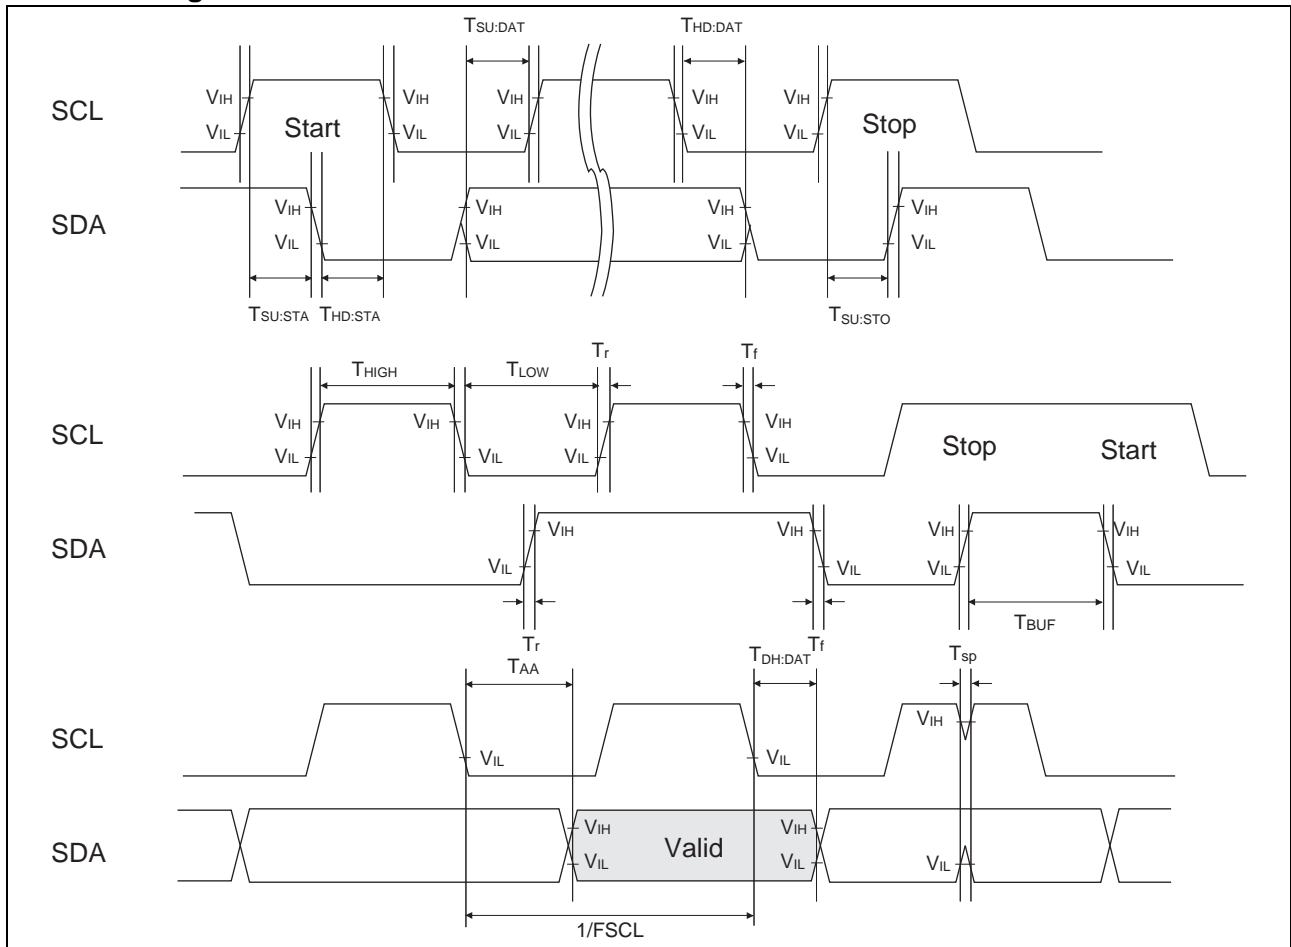 TSU:DAT THD:DAT
VIH VIH VIH VIH VIH
SCL
Start Stop
VIL VIL VIL VIL VIL
VIH VIH VIH VIH
SDA
VIL VIL VIL VIL
TSU:STA THD:STA TSU:STO
Tr Tf
THIGH TLOW
VIH VIH VIH VIH
SCL Stop Start
VIL VIL VIL VIL
VIH VIH VIH VIH
SDA
VIL VIL VIL VIL
TBUF
Tr Tf
TAA TDH:DAT Tsp
VIH
SCL
VIL VIL
VIH VIH
SDA Valid
VIL VIL VIL
1/FSCL